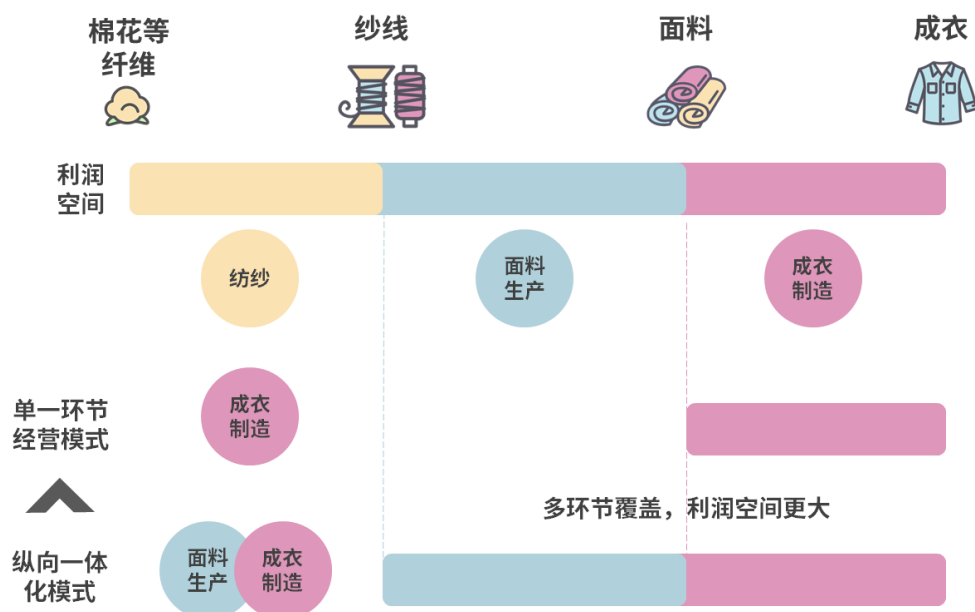 棉花等
纤维
纱线
面料
成衣
利润
空间
纺纱
面料
生产
成衣
制造
单一环节
经营模式
成衣
制造
多环节覆盖，利润空间更大
纵向一体
化模式
面料
生产
成衣
制造